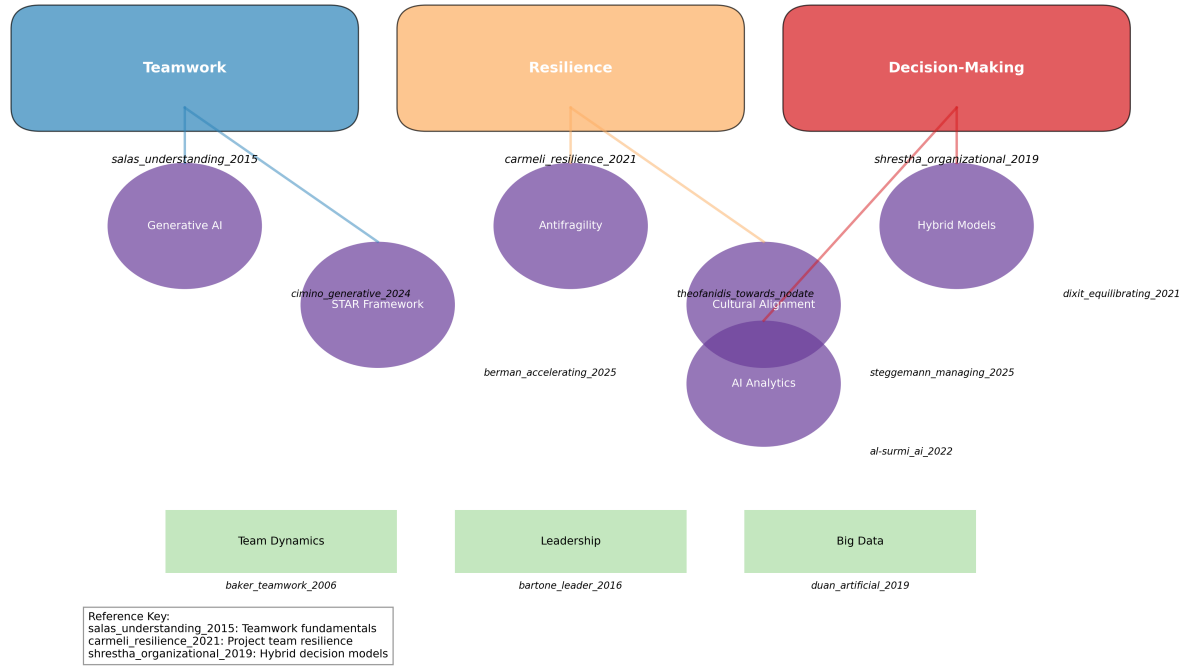 Teamwork
Resilience
Decision-Making
salas_understanding_2015
carmeli_resilience_2021
shrestha_organizational_2019
Generative AI
Antifragility
Hybrid Models
cimino_generative_2024
theofanidis_towards_nodate
dixit_equilibrating_2021
STAR Framework
Cultural Alignment
berman_accelerating_2025
steggemann_managing_2025
AI Analytics
al-surmi_ai_2022
Team Dynamics
Leadership
Big Data
baker_teamwork_2006
bartone_leader_2016
duan_artificial_2019
Reference Key:
salas_understanding_2015: Teamwork fundamentals
carmeli_resilience_2021: Project team resilience
shrestha_organizational_2019: Hybrid decision models